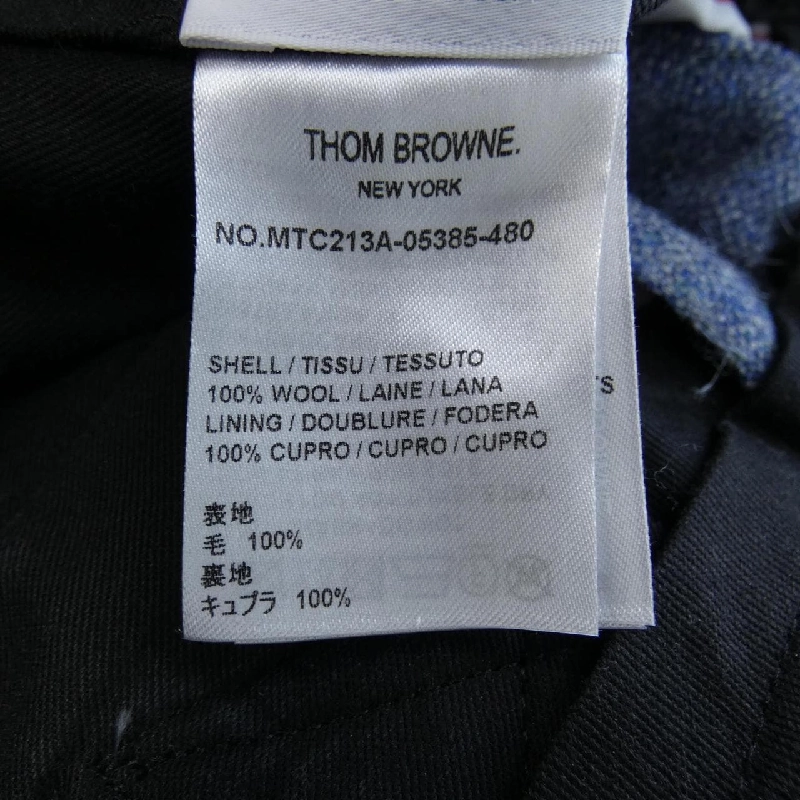 THOM BROWNE.
NEW YORK
NO.MTC213A-05385-480
SHELL / TISSU / TESSUTO
100% WOOL / LAINE / LANA
LINING / DOUBLURE / FODERA
100% CUPRO / CUPRO / CUPRO
表地
毛 100%
裏地
キュプラ 100%